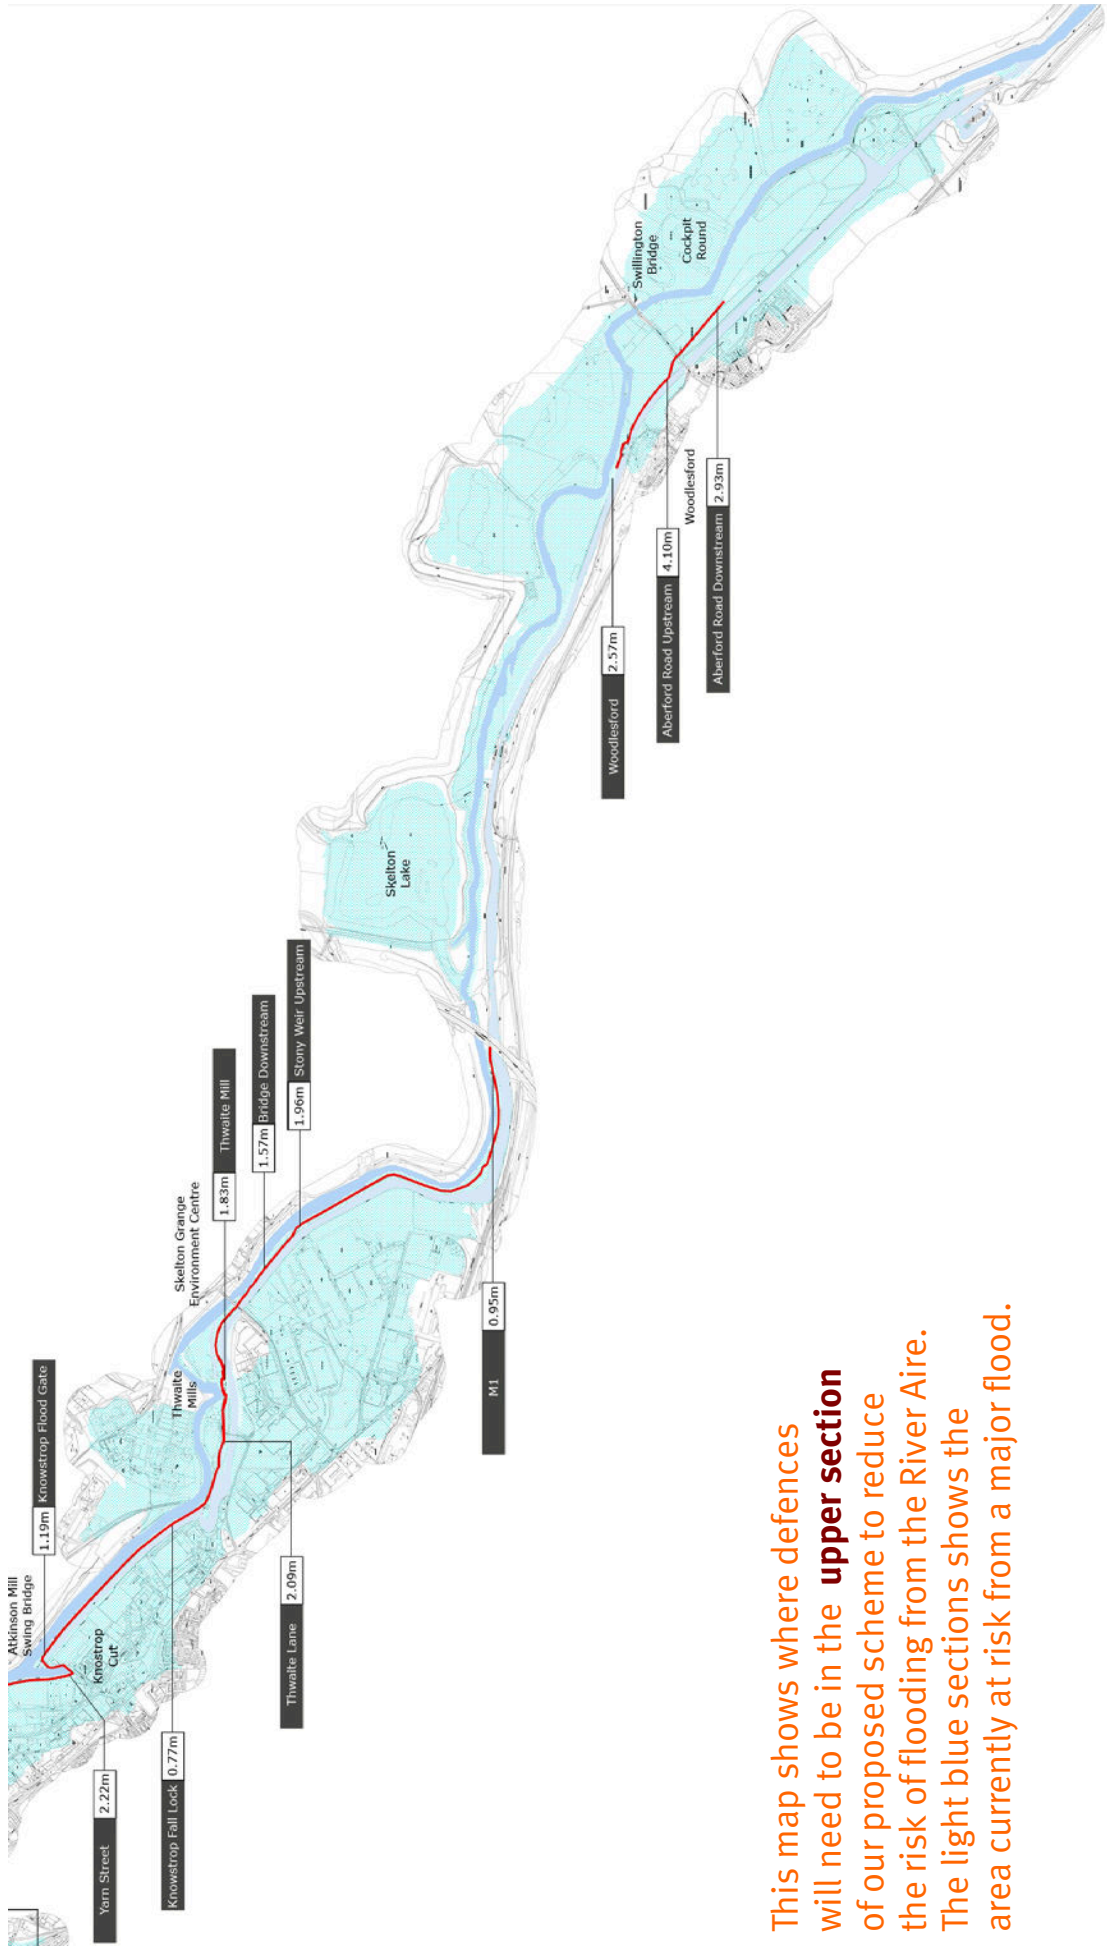 Atkinson Mill
Swing Bridge
1.19m Knowstrop Flood Gate
Knostrop
Cut
Yarn Street 2.22m
Knowstrop Fall Lock 0.77m
Thwaite
Mills
Thwaite Lane 2.09m
Skelton Grange
Environment Centre
1.83m Thwaite Mill
1.57m Bridge Downstream
1.96m Stony Weir Upstream
M1 0.95m
Skelton
Lake
Woodlesford 2.57m
Aberford Road Upstream 4.10m
Woodlesford
Aberford Road Downstream 2.93m
Swillington
Bridge
Cockpit
Round
This map shows where defences
will need to be in the upper section
of our proposed scheme to reduce
the risk of flooding from the River Aire.
The light blue sections shows the
area currently at risk from a major flood.